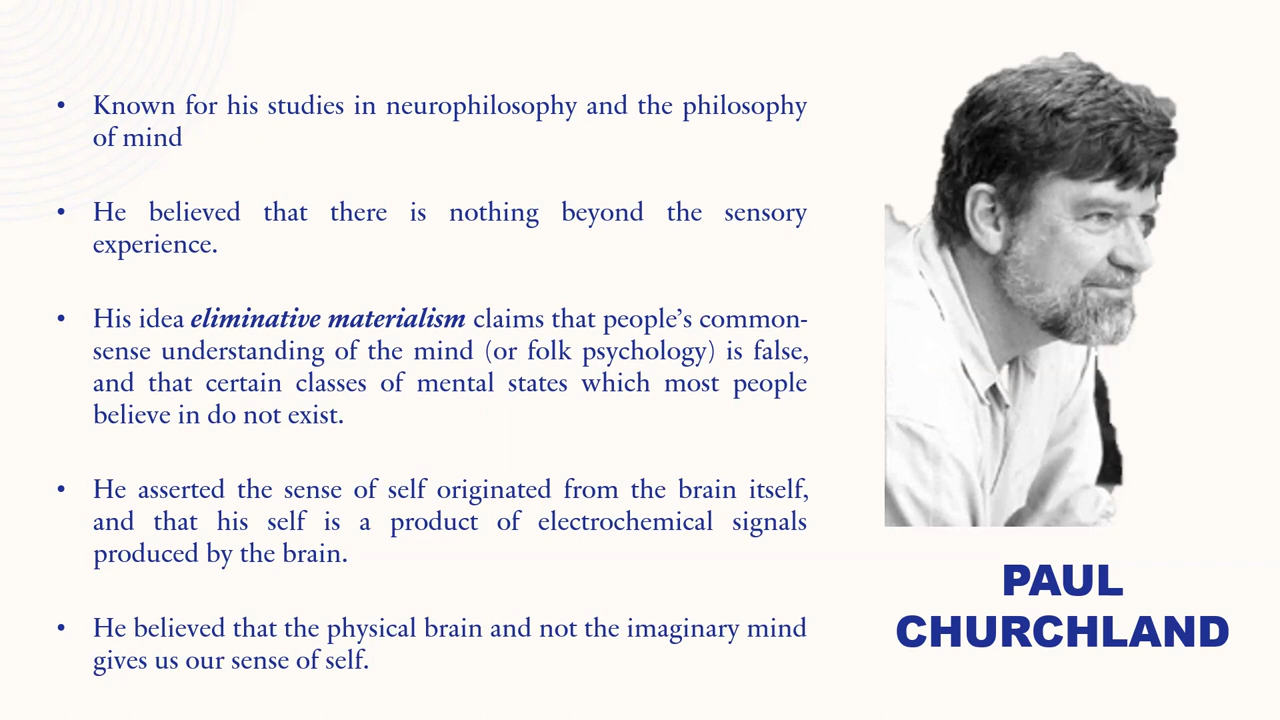 • Known for his studies in neurophilosophy and the philosophy
of mind
• He believed that there is nothing beyond the sensory
experience.
• His idea eliminative materialism claims that people’s common-
sense understanding of the mind (or folk psychology) is false,
and that certain classes of mental states which most people
believe in do not exist.
• He asserted the sense of self originated from the brain itself,
and that his self is a product of electrochemical signals
produced by the brain.
• He believed that the physical brain and not the imaginary mind
gives us our sense of self.
PAUL
CHURCHLAND